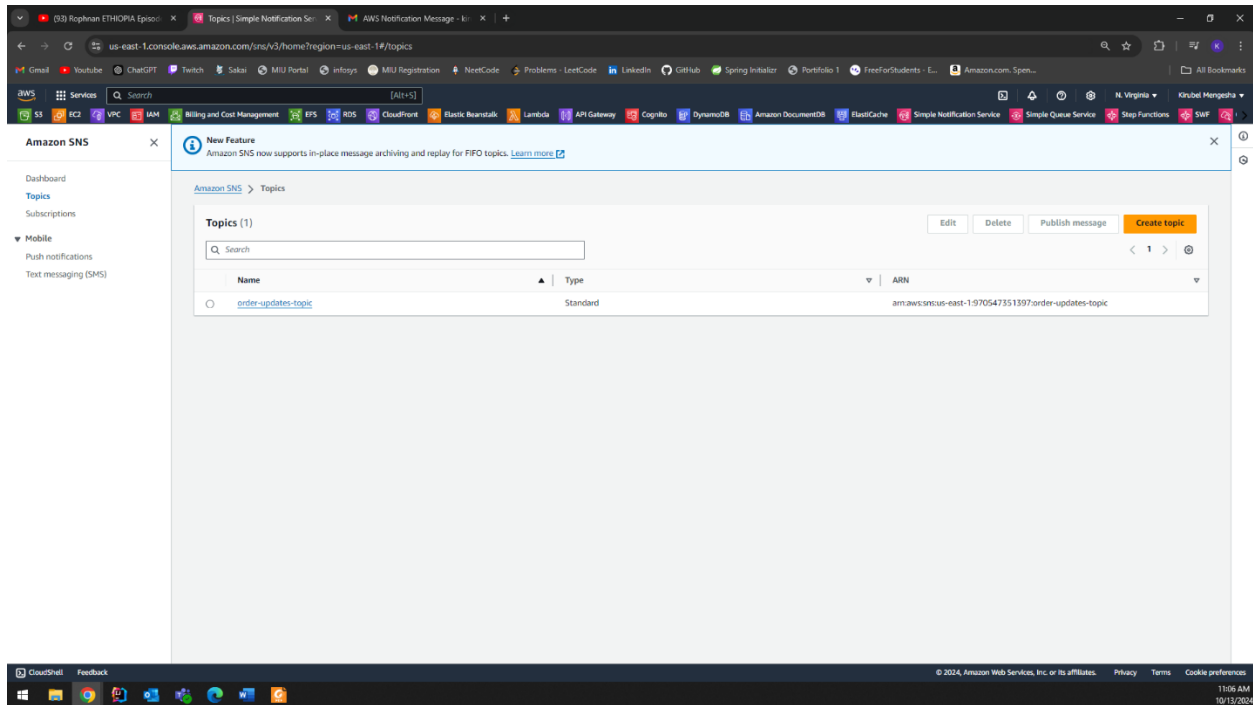 (93) Rophnan ETHIOPIA Episod
Topics | Simple Notification Ser
AWS Notification Message - kir
us-east-1.console.aws.amazon.com/sns/v3/home?region=us-east-1#/topics
K
Gmail Youtube ChatGPT Twitch Sakai MIU Portal infosys MIU Registration NeetCode Problems - LeetCode LinkedIn GitHub Spring Initializr Portifolio 1 FreeForStudents - E... Amazon.com. Spen... All Bookmarks
aws Services Search [Alt+S] N. Virginia Kirubel Mengesha
S3 EC2 VPC IAM Billing and Cost Management EFS RDS CloudFront Elastic Beanstalk Lambda API Gateway Cognito DynamoDB Amazon DocumentDB ElastiCache Simple Notification Service Simple Queue Service Step Functions SWF
Amazon SNS
Dashboard
Topics
Subscriptions
Mobile
Push notifications
Text messaging (SMS)
New Feature
Amazon SNS now supports in-place message archiving and replay for FIFO topics. Learn more
Amazon SNS > Topics
Topics (1)
Edit Delete Publish message Create topic
Search
1
Name Type ARN
order-updates-topic Standard arn:aws:sns:us-east-1:970547351397:order-updates-topic
CloudShell Feedback © 2024, Amazon Web Services, Inc. or its affiliates. Privacy Terms Cookie preferences
11:06 AM
10/13/2024